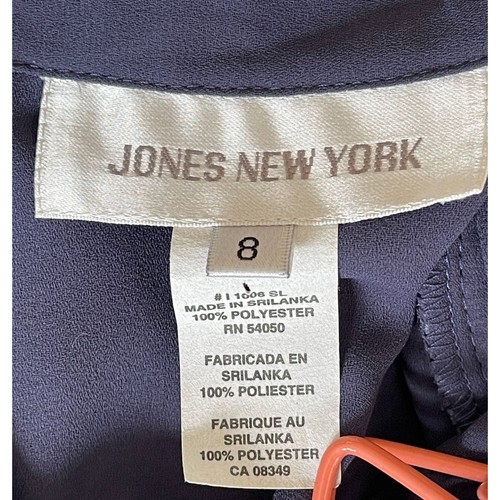 JONES NEW YORK
8
# I 1006 SL
MADE IN SRILANKA
100% POLYESTER
RN 54050
FABRICADA EN
SRILANKA
100% POLIESTER
FABRIQUE AU
SRILANKA
100% POLYESTER
CA 08349